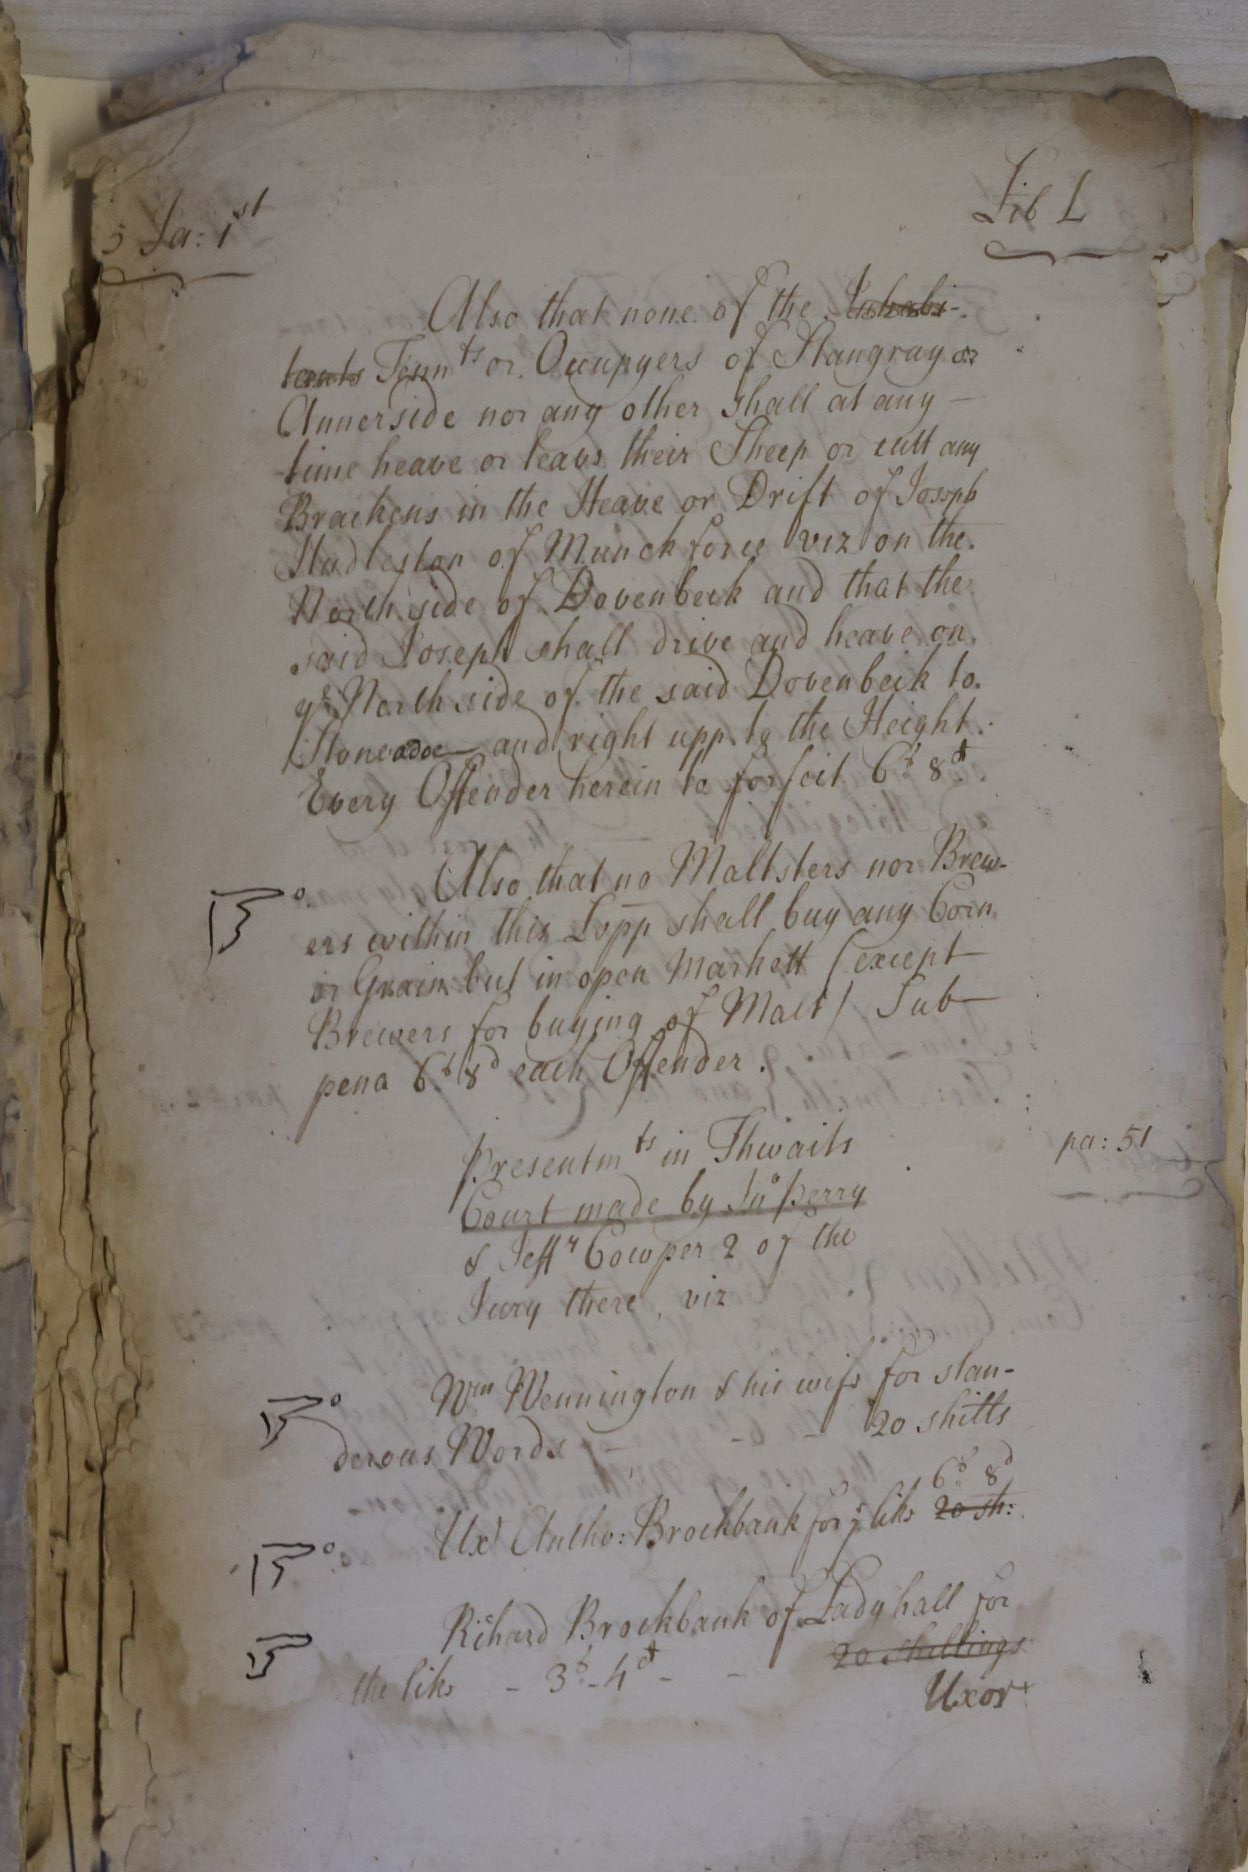 5 Ja: 1st
Lib L
Also that none of the Inhabi-
tants Tenn ts or Occupyers of Stangray or
Annerside nor any other shall at any
time heave or leave their Sheep or cutt any
Brackens in the Heave or Drift of Joseph
Hudleston of Munckforce viz on the
North side of Dovenbeck and that the
said Joseph shall drive and heave on
ye North side of the said Dovenbeck to
and right upp to the Height.
Every Offender herein to forfeit 6s 8d
Also that no Maltsters nor Brew-
ers within this Lopp shall buy any Corn
or Grain but in open Markett (except
Brewers for buying of Malt/ Sub
pena 6s 8d each Offender.
Presentm ts in Thwaits
pa: 51
Court made by Jno Perry
& Jeffr Cowper 2 of the
Jury there, viz
Wm Wennington & his wife for slan-
derous Words - - - 20 shills
6s 8d
Uxr Antho: Brockbank for ye like 20 sh:
Richard Brockbank of Ladyhall for
the like - 3s-4d - - 20 shillings
Uxor